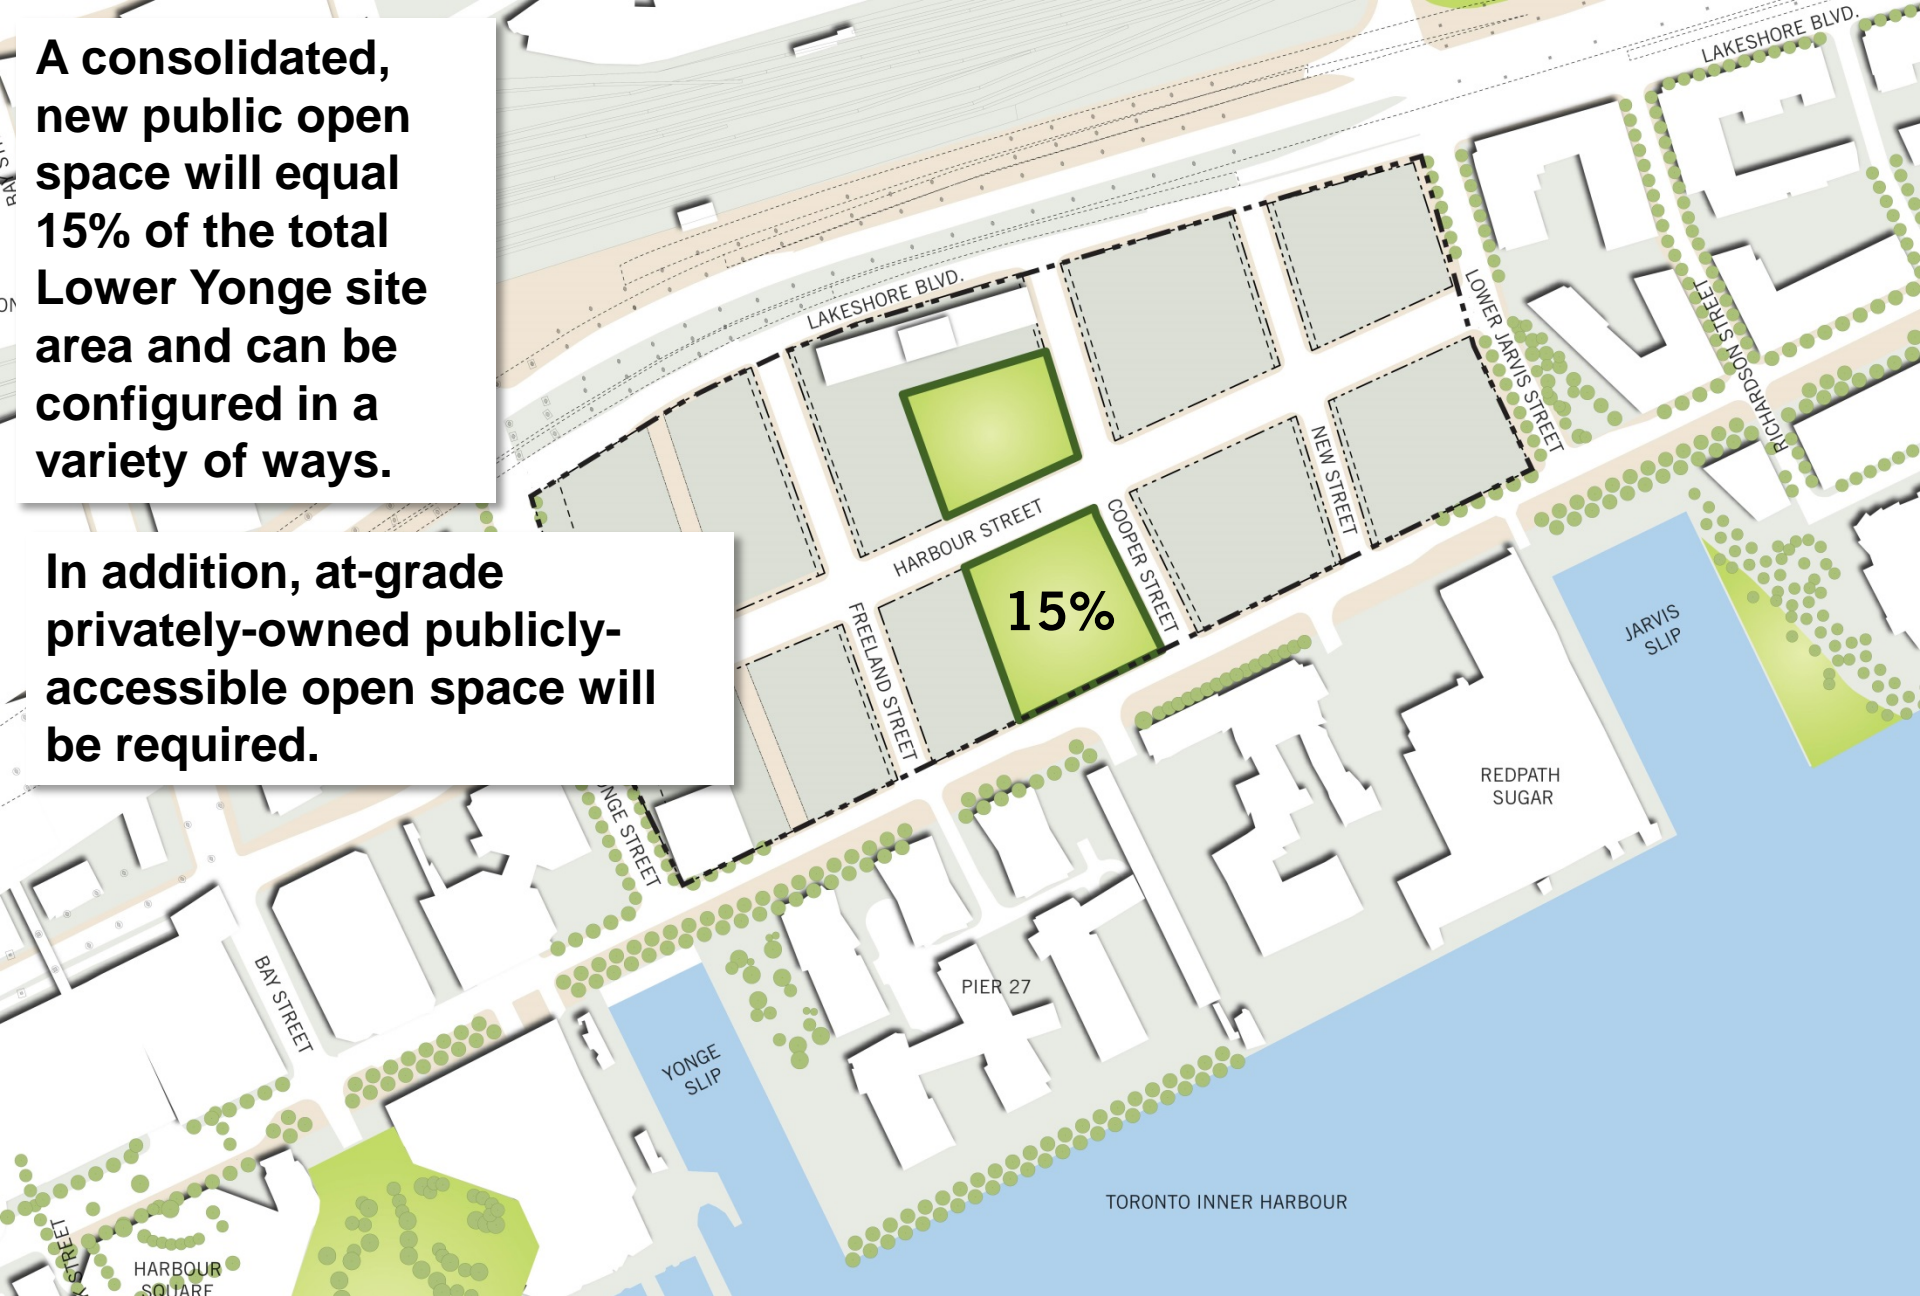 A consolidated,
new public open
space will equal
15% of the total
Lower Yonge site
area and can be
configured in a
variety of ways.
In addition, at-grade
privately-owned publicly-
accessible open space will
be required.
LAKESHORE BLVD.
LAKESHORE BLVD.
LOWER JARVIS STREET
RICHARDSON STREET
NEW STREET
HARBOUR STREET
COOPER STREET
15%
FREELAND STREET
JARVIS
SLIP
REDPATH
SUGAR
BAY STREET
PIER 27
YONGE
SLIP
TORONTO INNER HARBOUR
HARBOUR
SQUARE
STREET